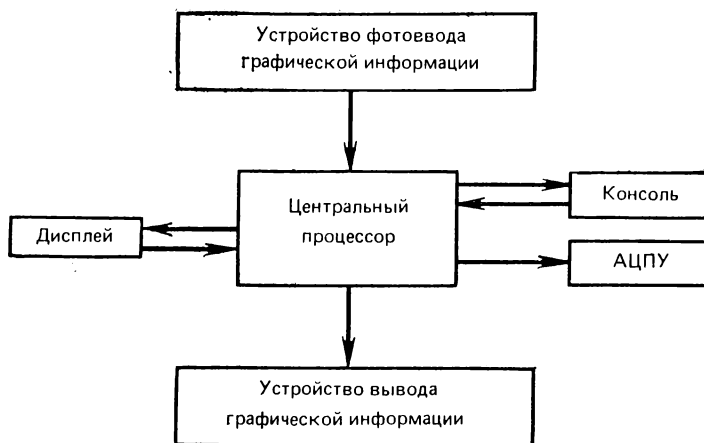 Устройство фотоввода
графической информации
Центральный
процессор
Консоль
Дисплей
АЦПУ
Устройство вывода
графической информации